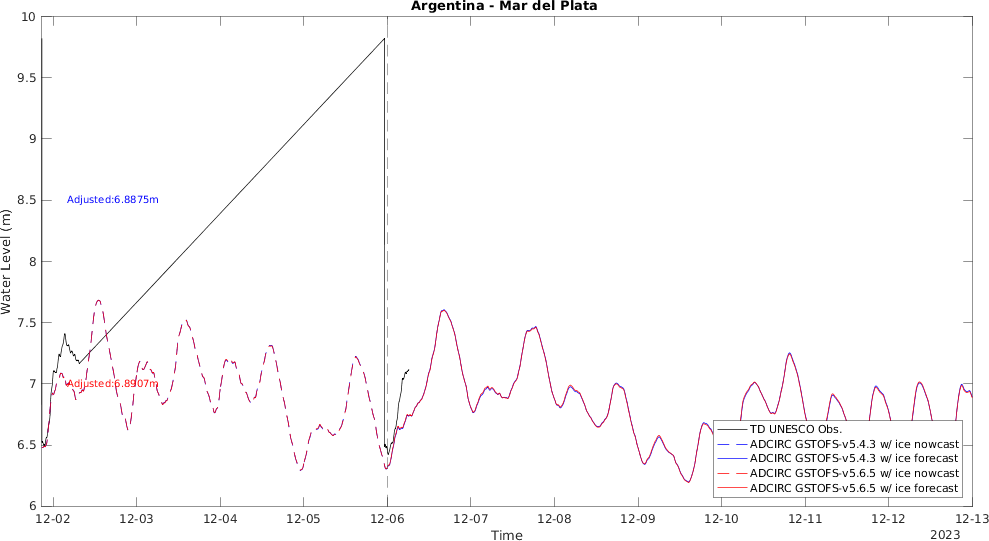 Argentina - Mar del Plata
10
9.5
9
8.5
8
7.5
7
6.5
6
Water Level (m)
Adjusted:6.8875m
Adjusted:6.8907m
TD UNESCO Obs.
ADCIRC GSTOFS-v5.4.3 w/ ice nowcast
ADCIRC GSTOFS-v5.4.3 w/ ice forecast
ADCIRC GSTOFS-v5.6.5 w/ ice nowcast
ADCIRC GSTOFS-v5.6.5 w/ ice forecast
12-02 12-03 12-04 12-05 12-06 12-07 12-08 12-09 12-10 12-11 12-12 12-13
Time
2023